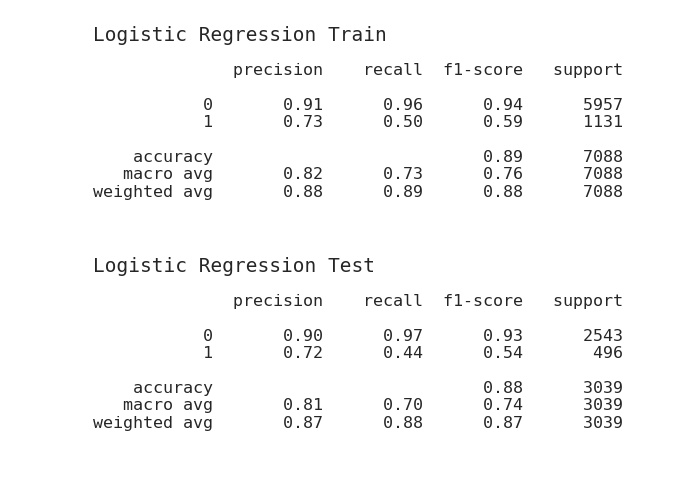 Logistic Regression Train
precision recall f1-score support
0 0.91 0.96 0.94 5957
1 0.73 0.50 0.59 1131
accuracy 0.89 7088
macro avg 0.82 0.73 0.76 7088
weighted avg 0.88 0.89 0.88 7088
Logistic Regression Test
precision recall f1-score support
0 0.90 0.97 0.93 2543
1 0.72 0.44 0.54 496
accuracy 0.88 3039
macro avg 0.81 0.70 0.74 3039
weighted avg 0.87 0.88 0.87 3039